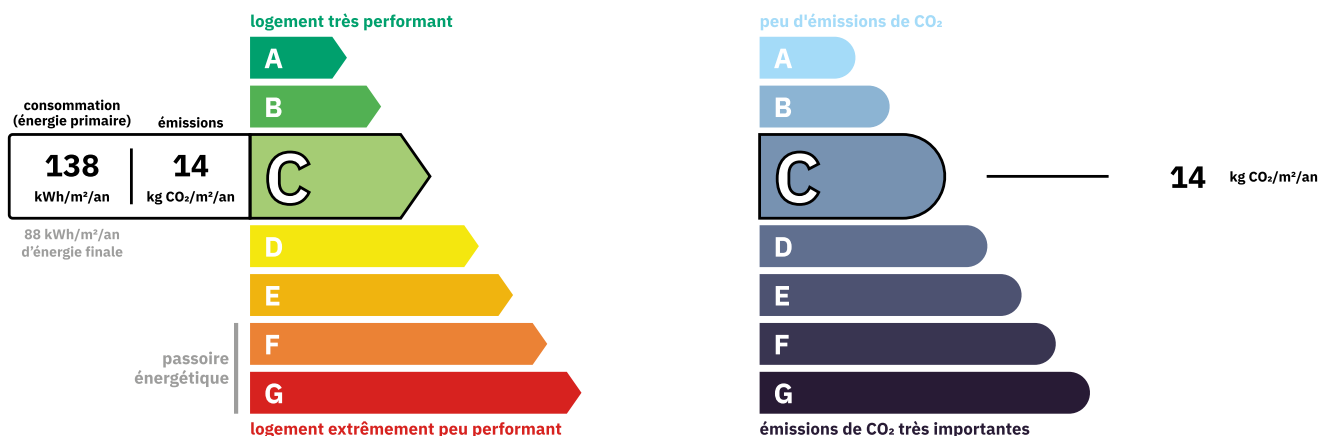 logement très performant
A
B
consommation
(énergie primaire)
émissions
138
kWh/m²/an
14
kg CO₂/m²/an
C
88 kWh/m²/an
d'énergie finale
D
E
F
G
passoire
énergétique
logement extrêmement peu performant
peu d'émissions de CO₂
A
B
C
14 kg CO₂/m²/an
D
E
F
G
émissions de CO₂ très importantes